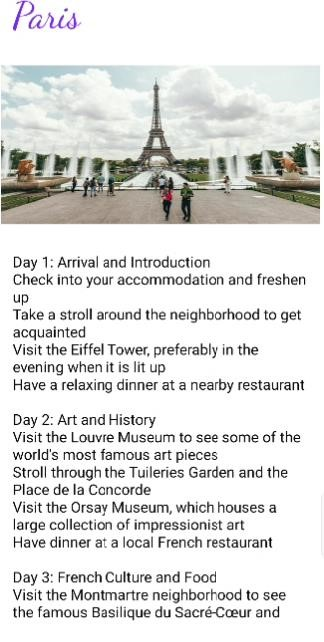 Paris
Day 1: Arrival and Introduction
Check into your accommodation and freshen
up
Take a stroll around the neighborhood to get
acquainted
Visit the Eiffel Tower, preferably in the
evening when it is lit up
Have a relaxing dinner at a nearby restaurant
Day 2: Art and History
Visit the Louvre Museum to see some of the
world's most famous art pieces
Stroll through the Tuileries Garden and the
Place de la Concorde
Visit the Orsay Museum, which houses a
large collection of impressionist art
Have dinner at a local French restaurant
Day 3: French Culture and Food
Visit the Montmartre neighborhood to see
the famous Basilique du Sacré-Cœur and